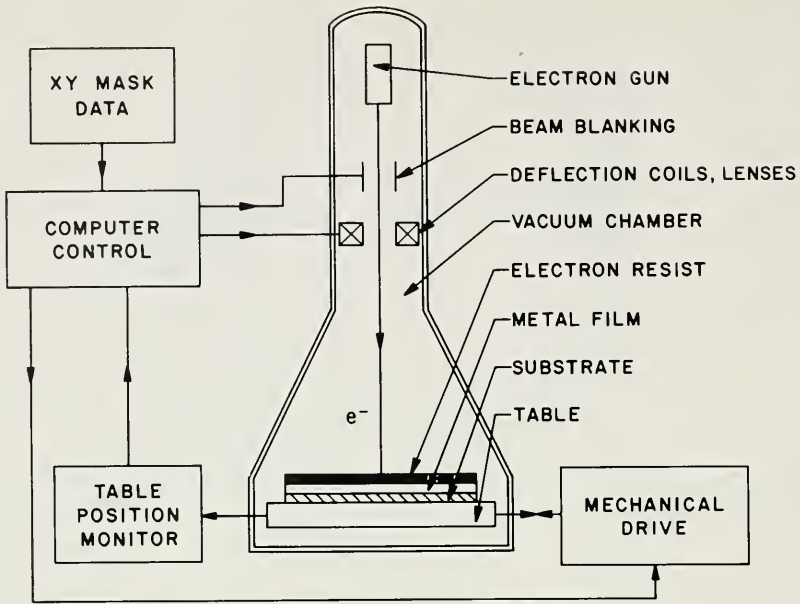 XY MASK
DATA
COMPUTER
CONTROL
TABLE
POSITION
MONITOR
ELECTRON GUN
BEAM BLANKING
DEFLECTION COILS, LENSES
VACUUM CHAMBER
ELECTRON RESIST
METAL FILM
SUBSTRATE
TABLE
e⁻
MECHANICAL
DRIVE